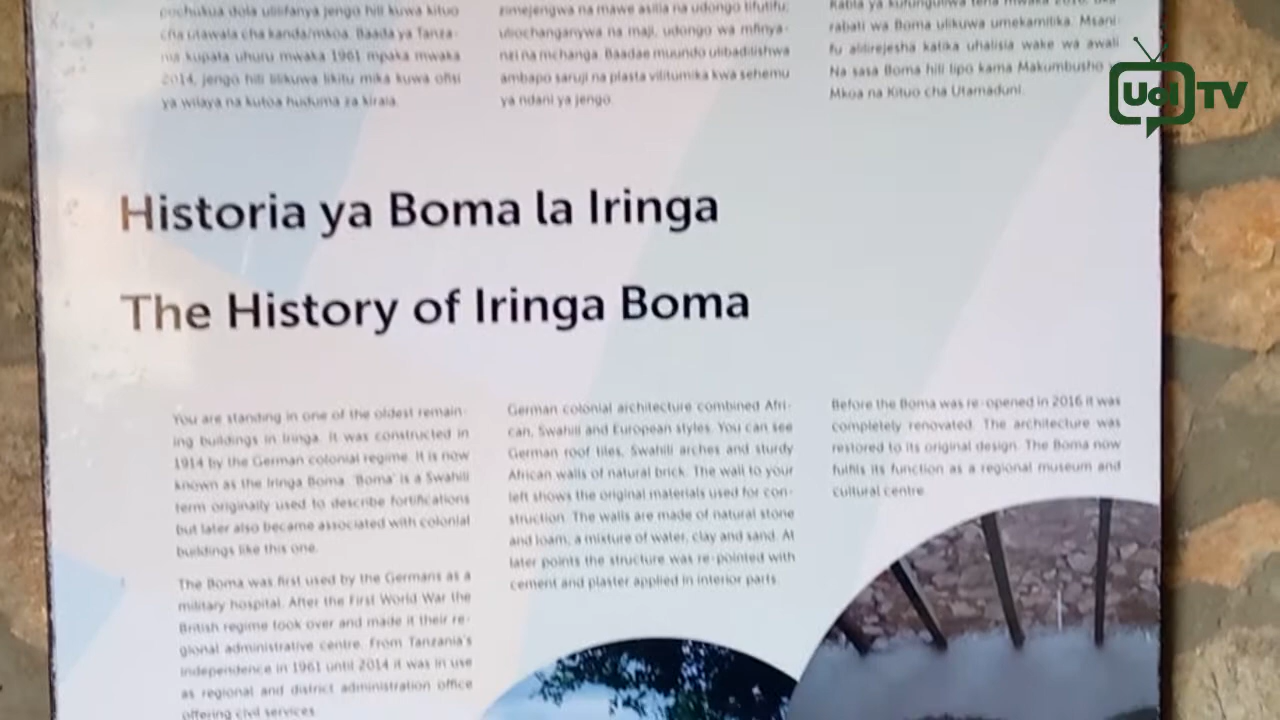 pochukua dola ulilifanya jengo hili kuwa kituo
cha utawala cha kanda/mkoa. Baada ya Tanza-
nia kupata uhuru mwaka 1961 mpaka mwaka
2014, jengo hili lilikuwa likitumika kuwa ofisi
ya wilaya na kutoa huduma za kiraia.
zimejengwa na mawe asilia na udongo tifutifu,
uliochanganywa na maji, udongo wa mfinya-
nzi na mchanga. Baadae muundo ulibadilishwa
ambapo saruji na plasta vilitumika kwa sehemu
ya ndani ya jengo.
Kabla ya kufunguliwa tena mwaka 2016,
rabati wa Boma ulikuwa umekamilika. Msani-
fu alilirejesha katika uhalisia wake wa awali.
Na sasa Boma hili lipo kama Makumbusho
Mkoa na Kituo cha Utamaduni.
UoI TV
Historia ya Boma la Iringa
The History of Iringa Boma
You are standing in one of the oldest remain-
ing buildings in Iringa. It was constructed in
1914 by the German colonial regime. It is now
known as the Iringa Boma. 'Boma' is a Swahili
term originally used to describe fortifications
but later also became associated with colonial
buildings like this one.
The Boma was first used by the Germans as a
military hospital. After the First World War the
British regime took over and made it their re-
gional administrative centre. From Tanzania's
independence in 1961 until 2014 it was in use
as regional and district administration office
offering civil services.
German colonial architecture combined Afri-
can, Swahili and European styles. You can see
German roof tiles, Swahili arches and sturdy
African walls of natural brick. The wall to your
left shows the original materials used for con-
struction. The walls are made of natural stone
and loam, a mixture of water, clay and sand. At
later points the structure was re-pointed with
cement and plaster applied in interior parts.
Before the Boma was re-opened in 2016 it was
completely renovated. The architecture was
restored to its original design. The Boma now
fulfils its function as a regional museum and
cultural centre.